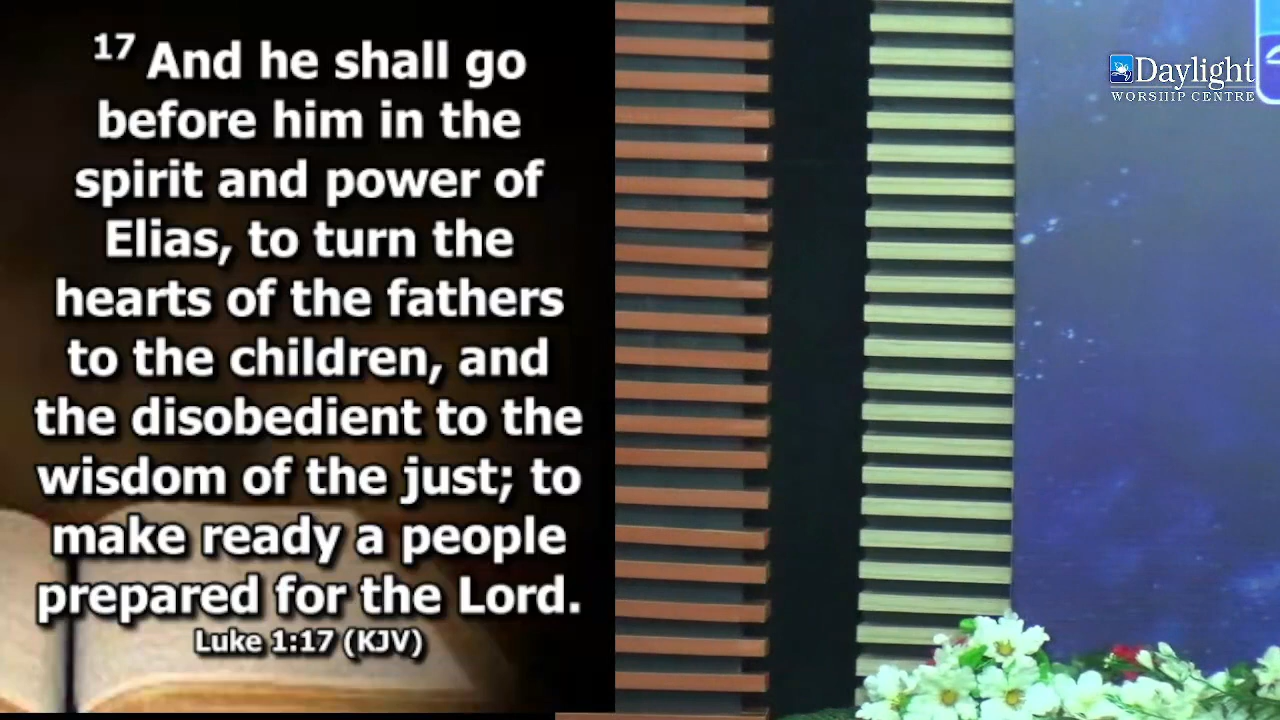 17 And he shall go
before him in the
spirit and power of
Elias, to turn the
hearts of the fathers
to the children, and
the disobedient to the
wisdom of the just; to
make ready a people
prepared for the Lord.
Luke 1:17 (KJV)
Daylight
WORSHIP CENTRE